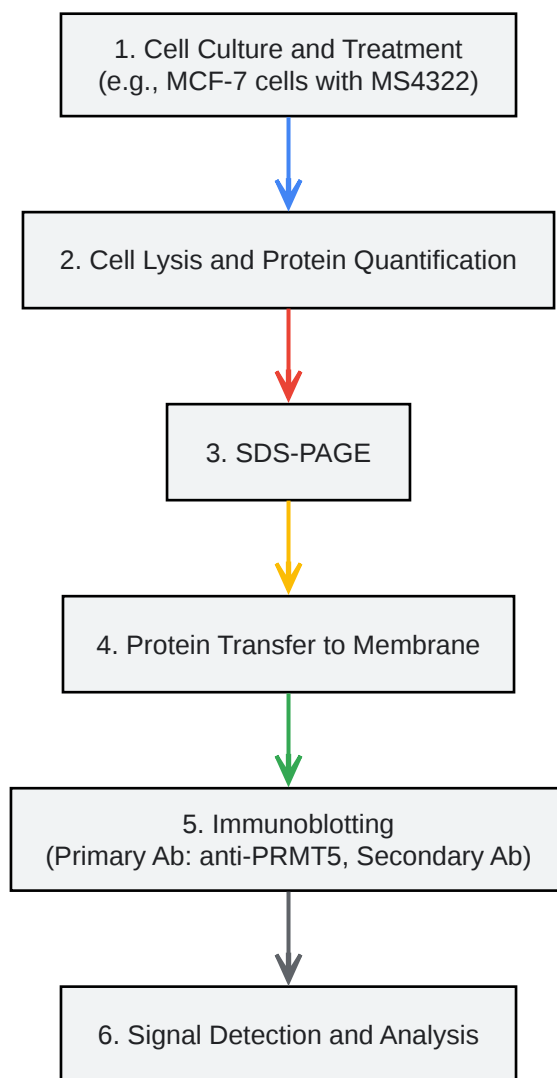 1. Cell Culture and Treatment
(e.g., MCF-7 cells with MS4322)
2. Cell Lysis and Protein Quantification
3. SDS-PAGE
4. Protein Transfer to Membrane
5. Immunoblotting
(Primary Ab: anti-PRMT5, Secondary Ab)
6. Signal Detection and Analysis